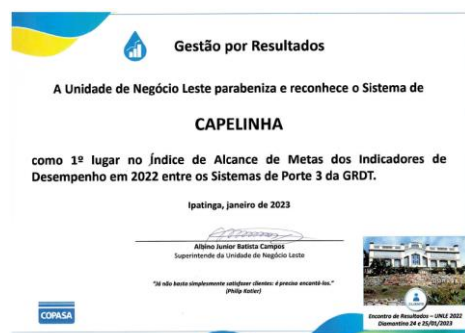 Gestão por Resultados
A Unidade de Negócio Leste parabeniza e reconhece o Sistema de
CAPELINHA
como 1º lugar no Índice de Alcance de Metas dos Indicadores de
Desempenho em 2022 entre os Sistemas de Porte 3 da GRDT.
Ipatinga, janeiro de 2023
Albino Junior Batista Campos
Superintende da Unidade de Negócio Leste
"Já não basta simplesmente satisfazer clientes: é preciso encantá-los."
(Philip Kotler)
COPASA
CLIENTE
Encontro de Resultados – UNLE 2022
Diamantina 24 e 25/01/2023